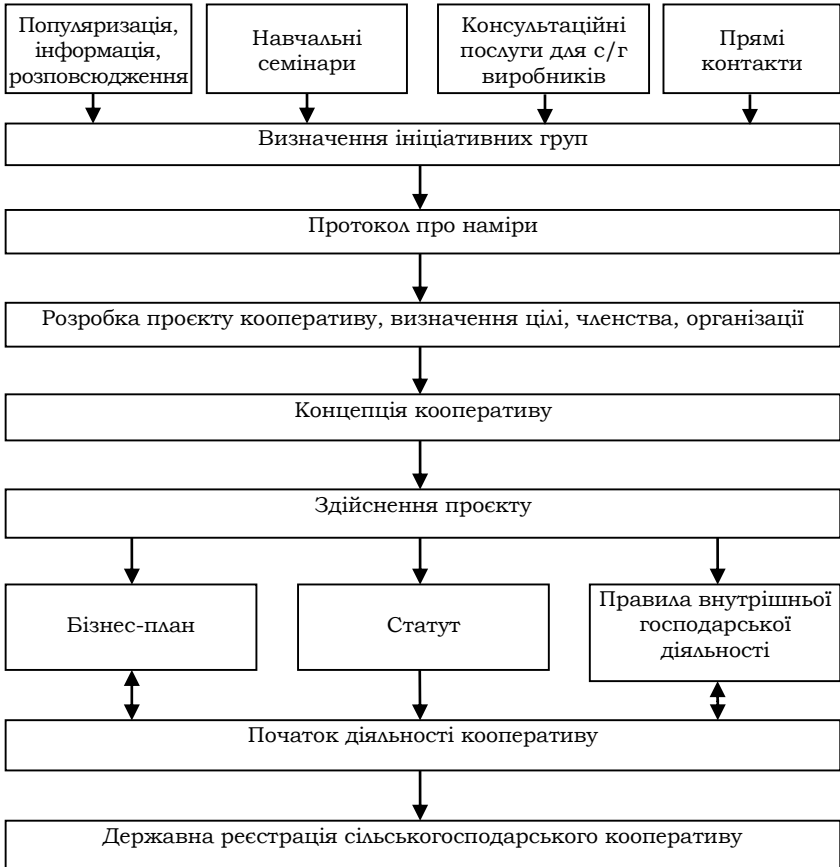 Популяризація,
інформація,
розповсюдження
Навчальні
семінари
Консультаційні
послуги для с/г
виробників
Прямі
контакти
Визначення ініціативних груп
Протокол про наміри
Розробка проєкту кооперативу, визначення цілі, членства, організації
Концепція кооперативу
Здійснення проєкту
Бізнес-план
Статут
Правила внутрішньої
господарської
діяльності
Початок діяльності кооперативу
Державна реєстрація сільськогосподарського кооперативу